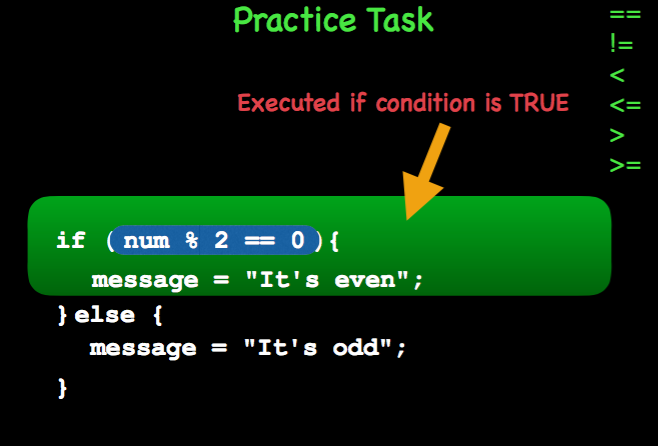 Practice Task
==
!=
<
<=
>
>=
Executed if condition is TRUE
if (num % 2 == 0){
message = "It's even";
}else {
message = "It's odd";
}